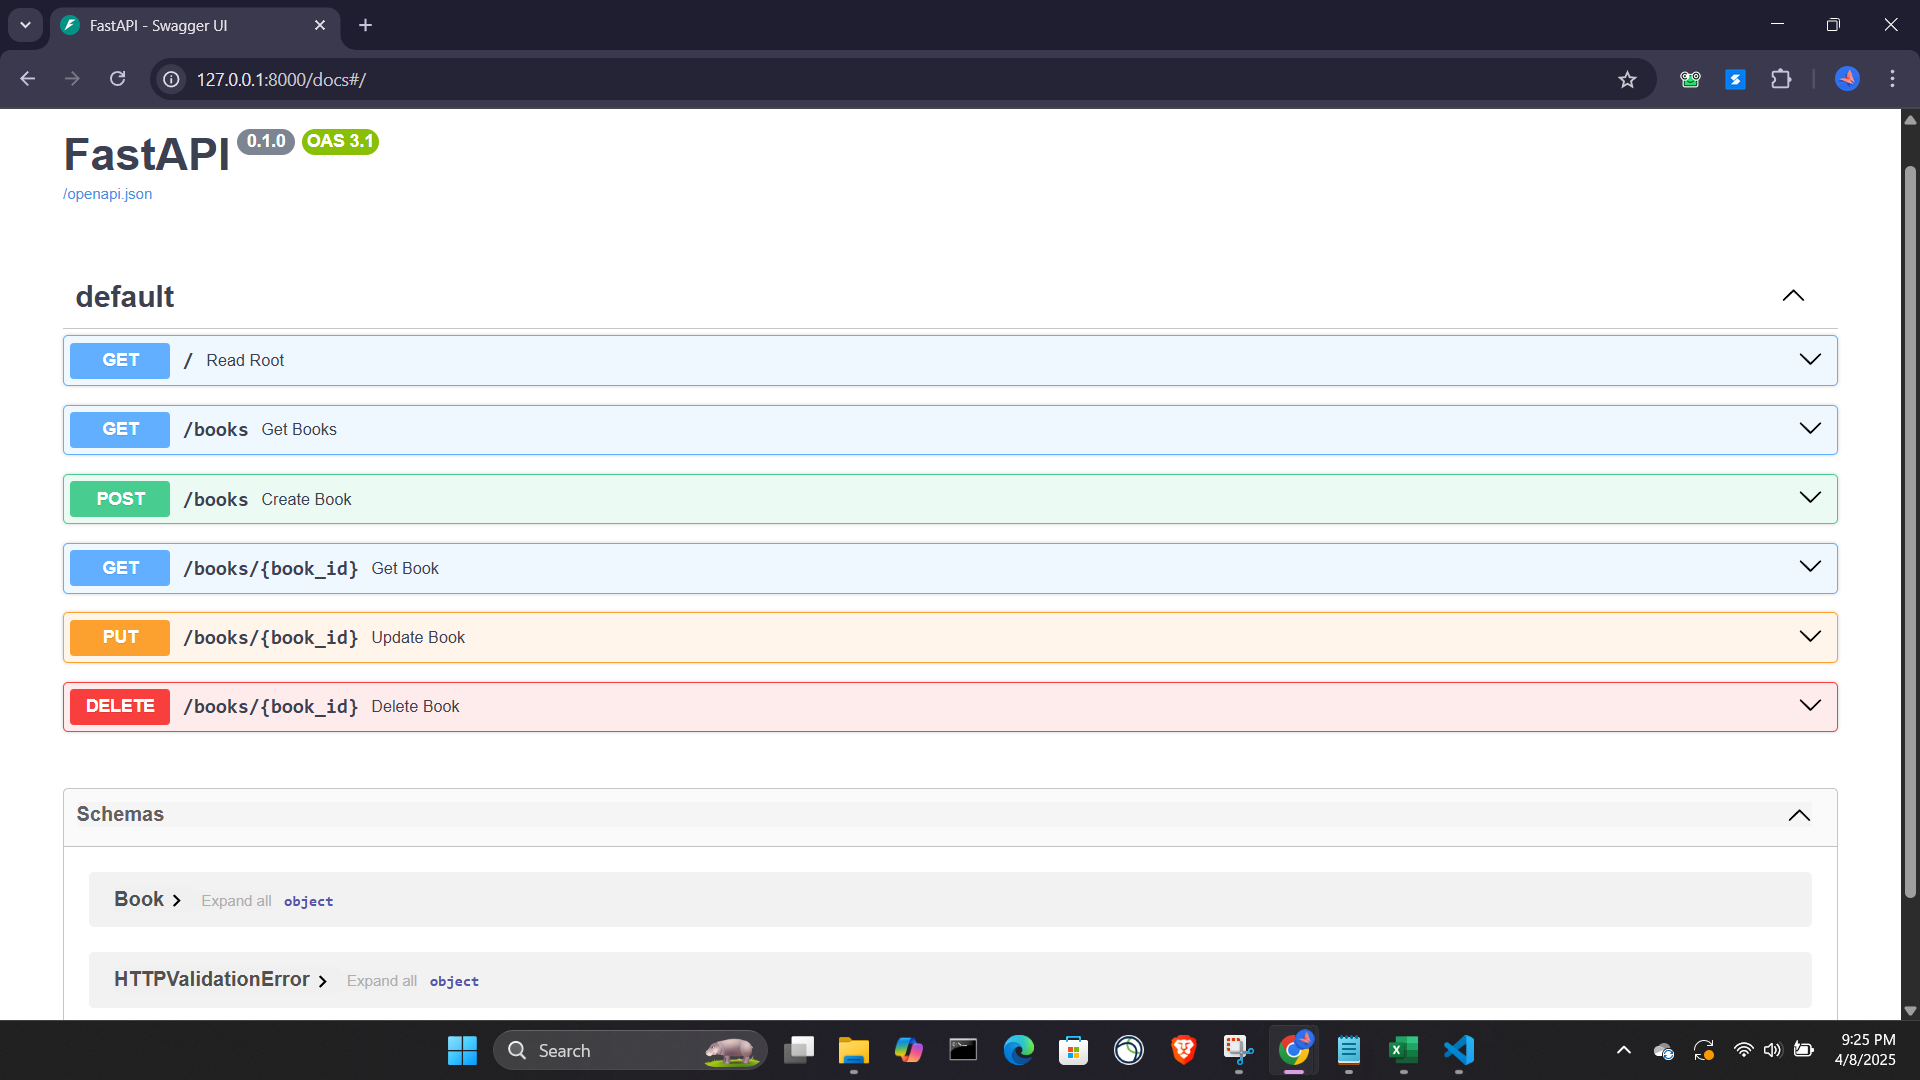 FastAPI - Swagger UI
127.0.0.1:8000/docs#/
FastAPI 0.1.0 OAS 3.1
/openapi.json
default
GET / Read Root
GET /books Get Books
POST /books Create Book
GET /books/{book_id} Get Book
PUT /books/{book_id} Update Book
DELETE /books/{book_id} Delete Book
Schemas
Book Expand all object
HTTPValidationError Expand all object
Search
9:25 PM
4/8/2025